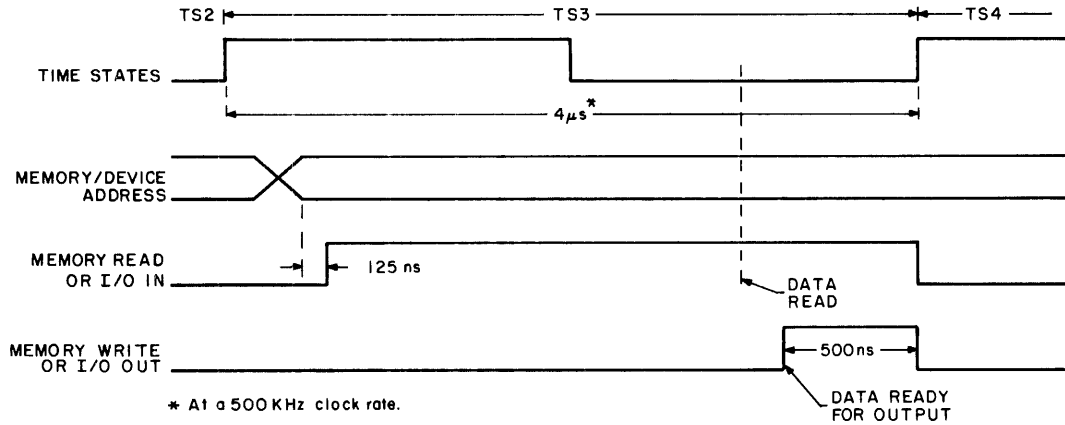 TS2 TS3 TS4
TIME STATES
4μs*
MEMORY/DEVICE
ADDRESS
MEMORY READ
OR I/O IN
125 ns
DATA
READ
MEMORY WRITE
OR I/O OUT
500ns
* At a 500 KHz clock rate.
DATA READY
FOR OUTPUT